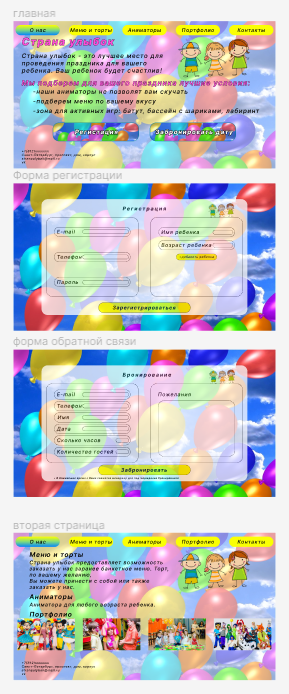 главная
О нас Меню и торты Аниматоры Портфолио Контакты
Страна улыбок
Страна улыбок - это лучшее место для
проведения праздника для вашего
ребенка. Ваш ребенок будет счастлив!
Мы подберем для вашего праздника лучшие условия:
-наши аниматоры не позволят вам скучать
-подберем меню по вашему вкусу
-зона для активных игр: батут, бассейн с шариками, лабиринт
Регистация Забронировать дату
Форма регистрации
Регистрация
E-mail
Телефон
Пароль
Имя ребенка
Возраст ребенка
Зарегистрироваться
форма обратной связи
Бронирование
E-mail
Телефон
Имя
Дата
Сколько часов
Количество гостей
Пожелания
Забронировать
вторая страница
О нас Меню и торты Аниматоры Портфолио Контакты
Меню и торты
Страна улыбок предоставляет возможность
заказать у нас заранее банкетное меню. Торт,
по вашему желанию,
Вы можете принести с собой или также
заказать у нас.
Аниматоры
Аниматора для любого возраста ребенка.
Портфолио